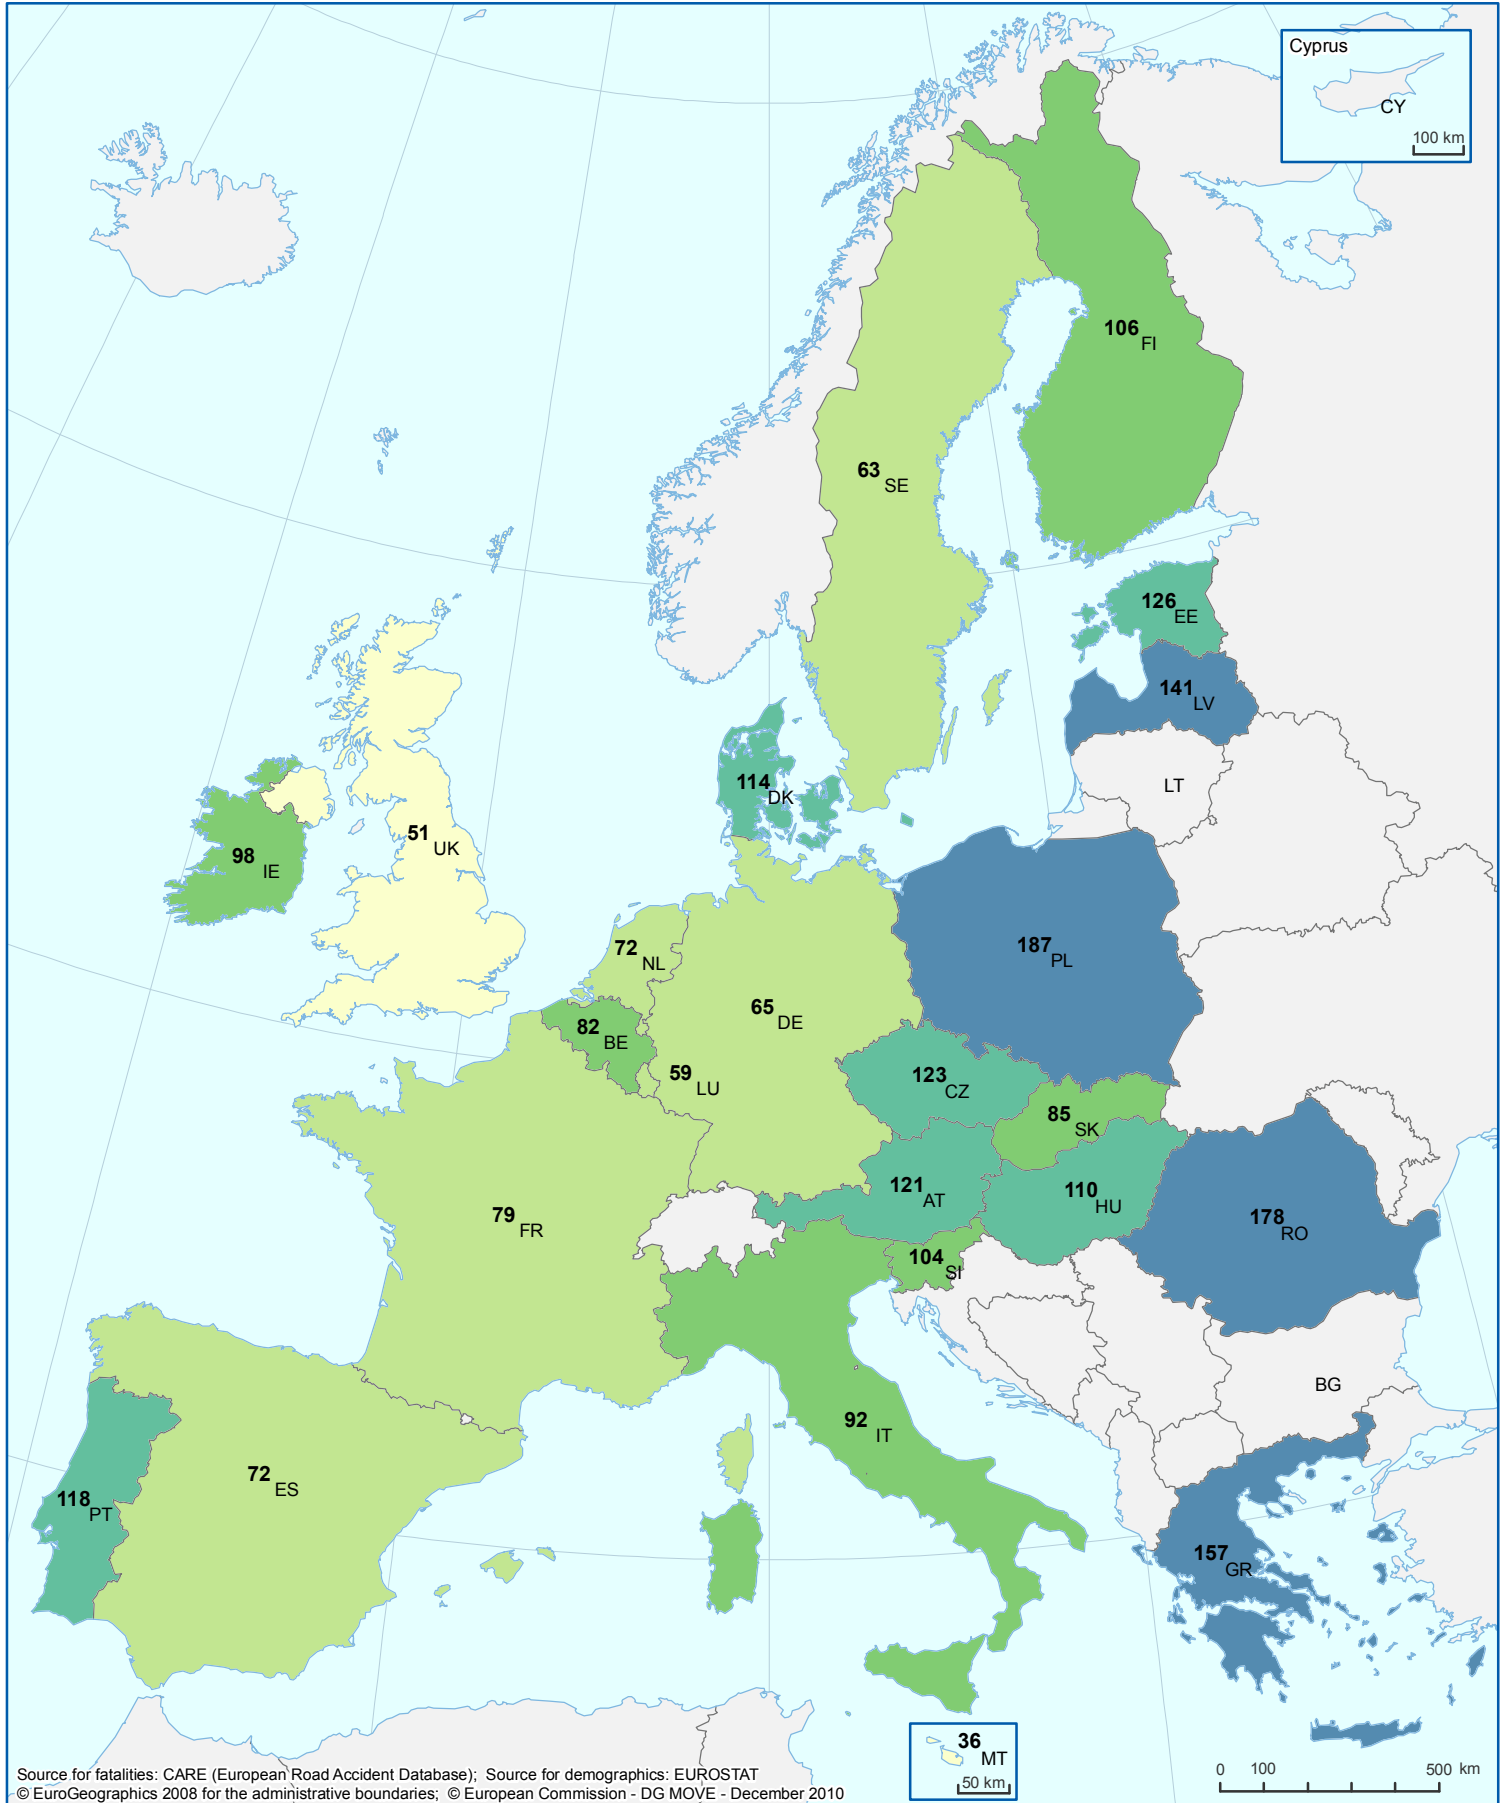 Cyprus
CY
100 km
106 FI
63 SE
126 EE
141 LV
LT
114 DK
51 UK
98 IE
187 PL
72 NL
65 DE
82 BE
59 LU
123 CZ
85 SK
121 AT
110 HU
79 FR
178 RO
104 SI
BG
92 IT
72 ES
118 PT
157 GR
36 MT
50 km
0 100 500 km
Source for fatalities: CARE (European Road Accident Database); Source for demographics: EUROSTAT
© EuroGeographics 2008 for the administrative boundaries; © European Commission - DG MOVE - December 2010